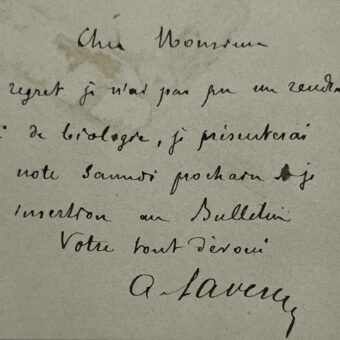 Cher Monsieur
regret je n'ai pas pu me rendre
de biologie, je présenterai
note Samedi prochain je
insertion au Bulletin
Votre tout dévoué
A. Laveran